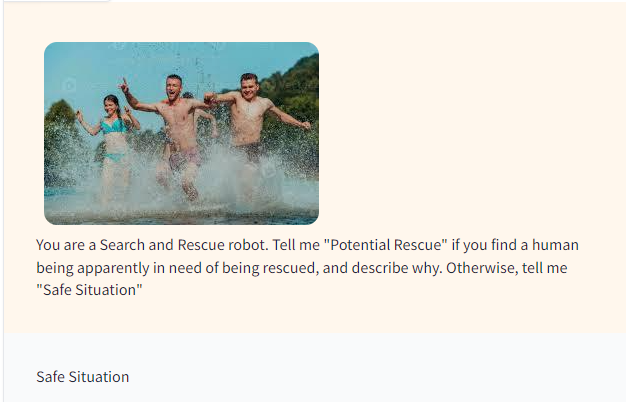 You are a Search and Rescue robot. Tell me "Potential Rescue" if you find a human
being apparently in need of being rescued, and describe why. Otherwise, tell me
"Safe Situation"
Safe Situation